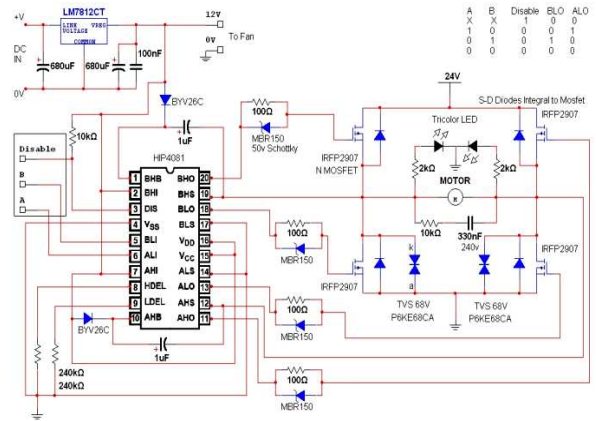 LM7812CT
+V
LINK VREG
VOLTAGE
COMMON
12V
0V
To Fan
DC
IN
680uF
680uF
100nF
0V
A B Disable BLO ALO
X X 1 0 0
1 0 0 0 1
0 1 0 1 0
0 0 0 0 0
24V
S-D Diodes Integral to Mosfet
BYV26C
1uF
100Ω
MBR150
50v Schottky
Tricolor LED
IRFP2907
N MOSFET
IRFP2907
2kΩ
2kΩ
MOTOR
M
10kΩ
330nF
240v
Disable
B
A
10kΩ
HIP4081
1 BHB BHO 20
2 BHI BHS 19
3 DIS BLO 18
4 VSS BLS 17
5 BLI VDD 16
6 ALI VCC 15
7 AHI ALS 14
8 HDEL ALO 13
9 LDEL AHS 12
10 AHB AHO 11
100Ω
MBR150
IRFP2907
k
a
IRFP2907
TVS 68V
P6KE68CA
TVS 68V
P6KE68CA
100Ω
MBR150
BYV26C
1uF
240kΩ
240kΩ
100Ω
MBR150